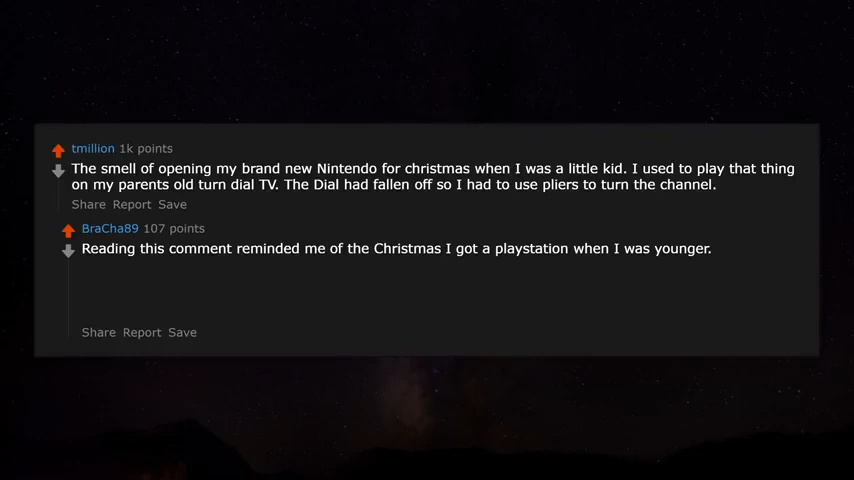 tmillion 1k points
The smell of opening my brand new Nintendo for christmas when I was a little kid. I used to play that thing
on my parents old turn dial TV. The Dial had fallen off so I had to use pliers to turn the channel.
Share Report Save
BraCha89 107 points
Reading this comment reminded me of the Christmas I got a playstation when I was younger.
Share Report Save